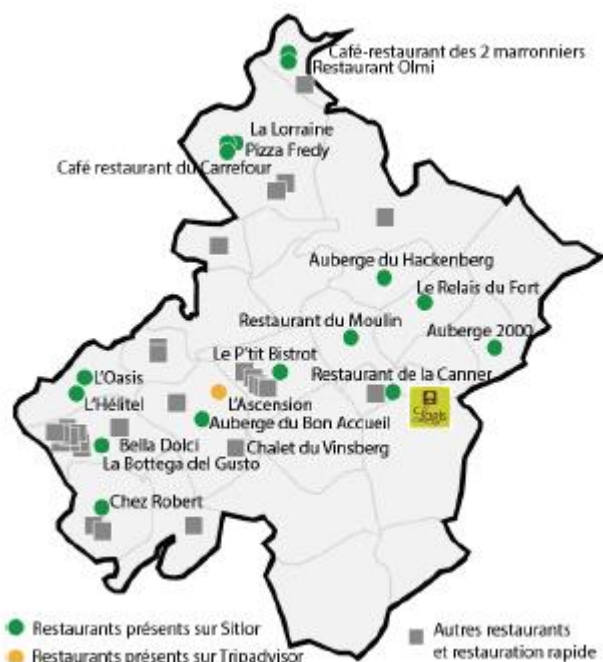 Café-restaurant des 2 marronniers
Restaurant Olmi
La Lorraine
Pizza Fredy
Café restaurant du Carrefour
Auberge du Hackenberg
Le Relais du Fort
Restaurant du Moulin
Auberge 2000
Le P'tit Bistrot
Restaurant de la Canner
L'Oasis
L'Hélitel
L'Ascension
Auberge du Bon Accueil
Bella Dolci
Chalet du Vinsberg
La Bottega del Gusto
Chez Robert
Restaurants présents sur Sitlor
Restaurants présents sur Tripadvisor
Autres restaurants
et restauration rapide